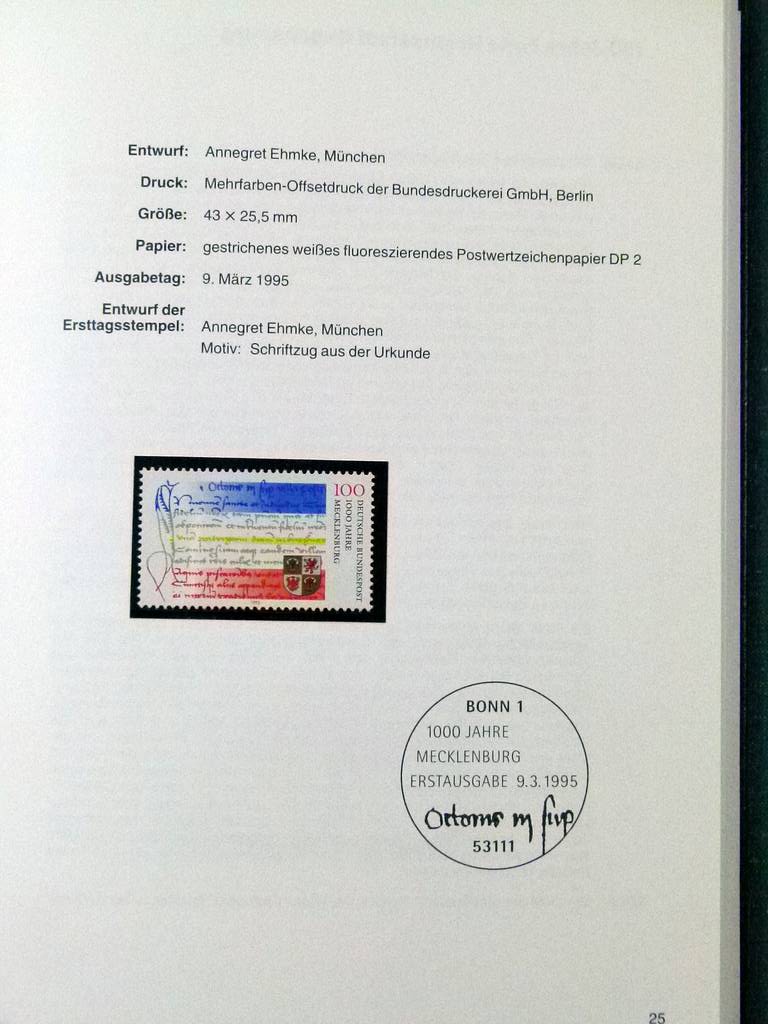 Entwurf: Annegret Ehmke, München
Druck: Mehrfarben-Offsetdruck der Bundesdruckerei GmbH, Berlin
Größe: 43 × 25,5 mm
Papier: gestrichenes weißes fluoreszierendes Postwertzeichenpapier DP 2
Ausgabetag: 9. März 1995
Entwurf der
Ersttagsstempel: Annegret Ehmke, München
Motiv: Schriftzug aus der Urkunde
100
DEUTSCHE BUNDESPOST
1000 JAHRE
MECKLENBURG
BONN 1
1000 JAHRE
MECKLENBURG
ERSTAUSGABE 9.3.1995
53111
25